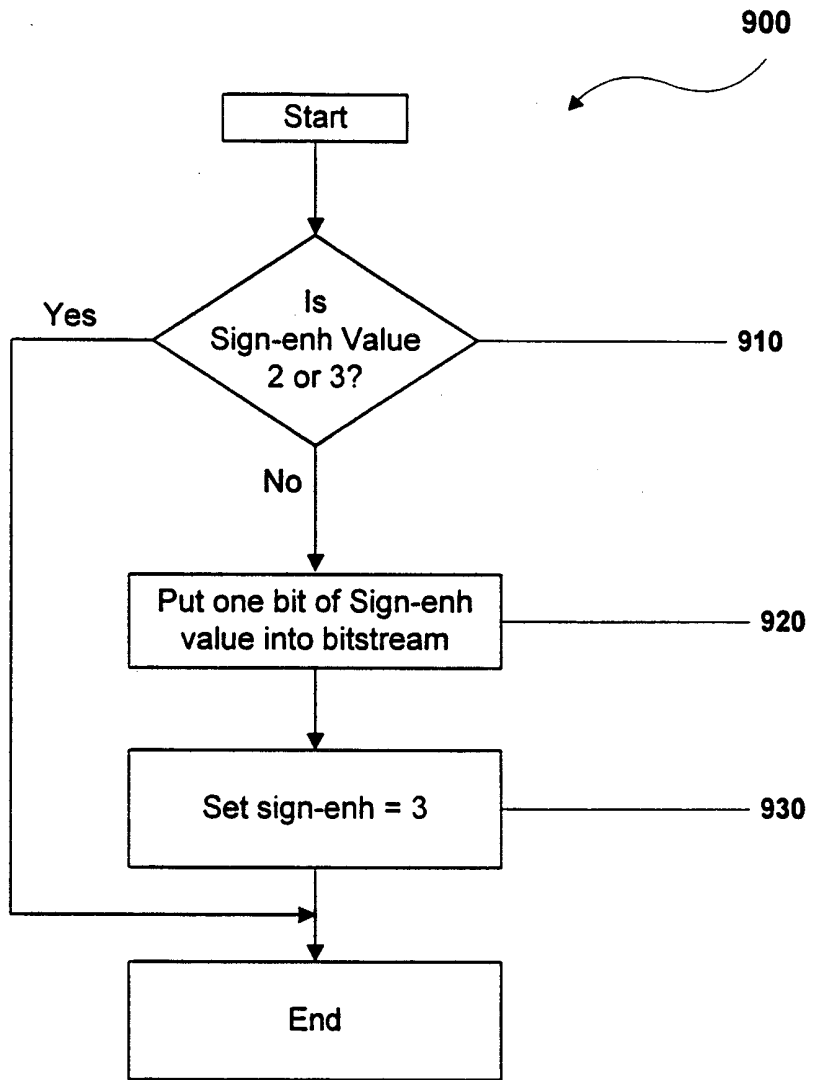 900
Start
Is
Sign-enh Value
2 or 3?
Yes
910
No
Put one bit of Sign-enh
value into bitstream
920
Set sign-enh = 3
930
End